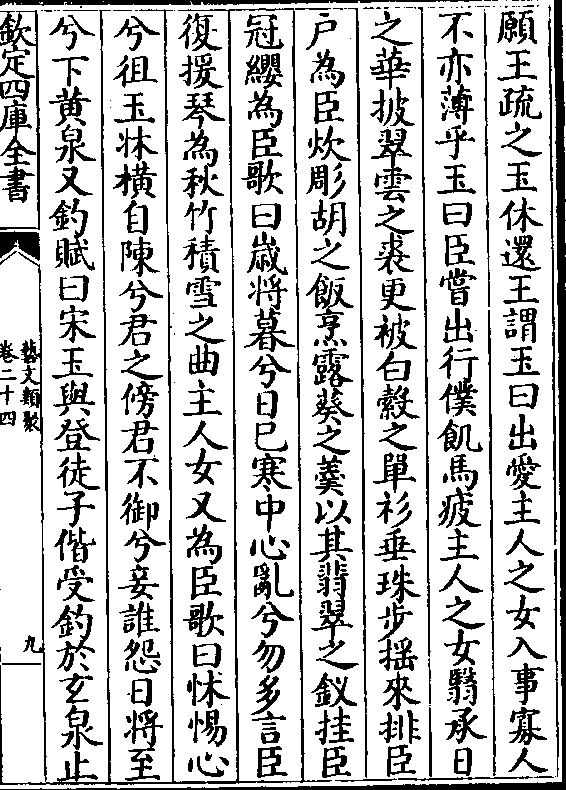 願王疏之玉休還王謂玉曰出愛主人之女入事寡人
不亦薄乎玉曰臣嘗出行僕飢馬疲主人之女翳承日
之華披翠雲之裘更被白縠之單衫垂珠步揺來排臣
户為臣炊彫胡之飯烹露葵之羮以其翡翠之釵挂臣
冠纓為臣歌曰嵗将暮兮日已寒中心亂兮勿多言臣
復援琴為秋竹積雪之曲主人女又為臣歌曰怵惕心
兮徂玉牀横自陳兮君之傍君不御兮妾誰怨日將至
兮下黄泉又釣賦曰宋玉與登徒子偕受釣於玄泉止
欽定四庫全書
藝文類聚
卷二十四
九